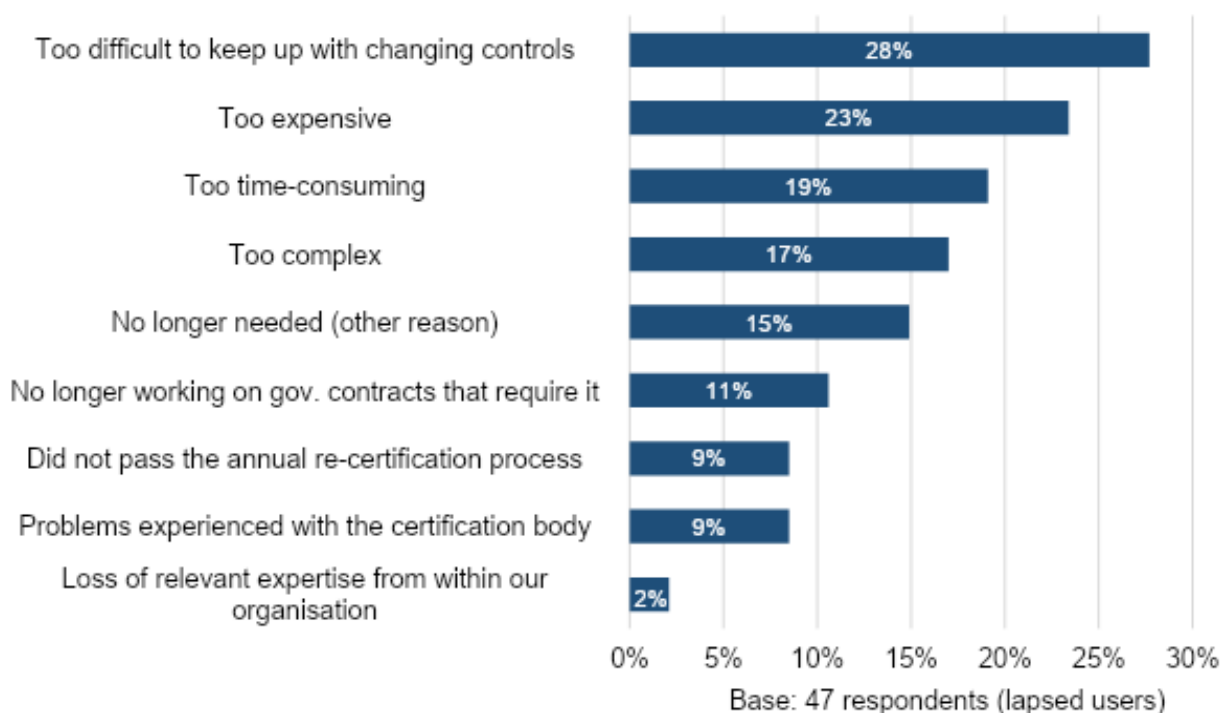 Too difficult to keep up with changing controls
28%
Too expensive
23%
Too time-consuming
19%
Too complex
17%
No longer needed (other reason)
15%
No longer working on gov. contracts that require it
11%
Did not pass the annual re-certification process
9%
Problems experienced with the certification body
9%
Loss of relevant expertise from within our
organisation
2%
0% 5% 10% 15% 20% 25% 30%
Base: 47 respondents (lapsed users)